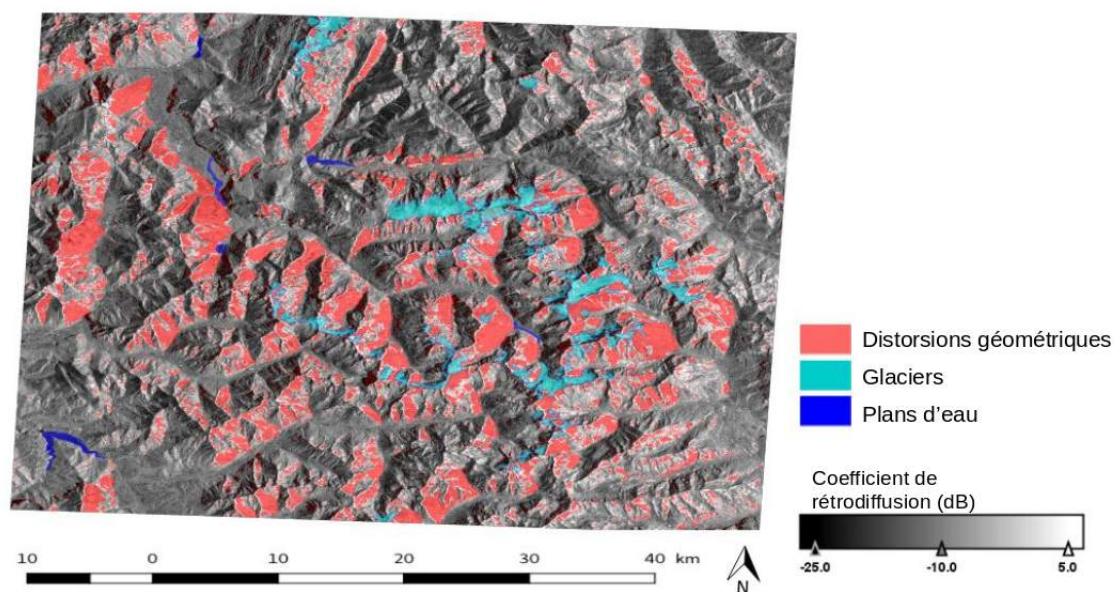 Distorsions géométriques
Glaciers
Plans d’eau
Coefficient de
rétrodiffusion (dB)
-25.0 -10.0 5.0
10 0 10 20 30 40 km
N